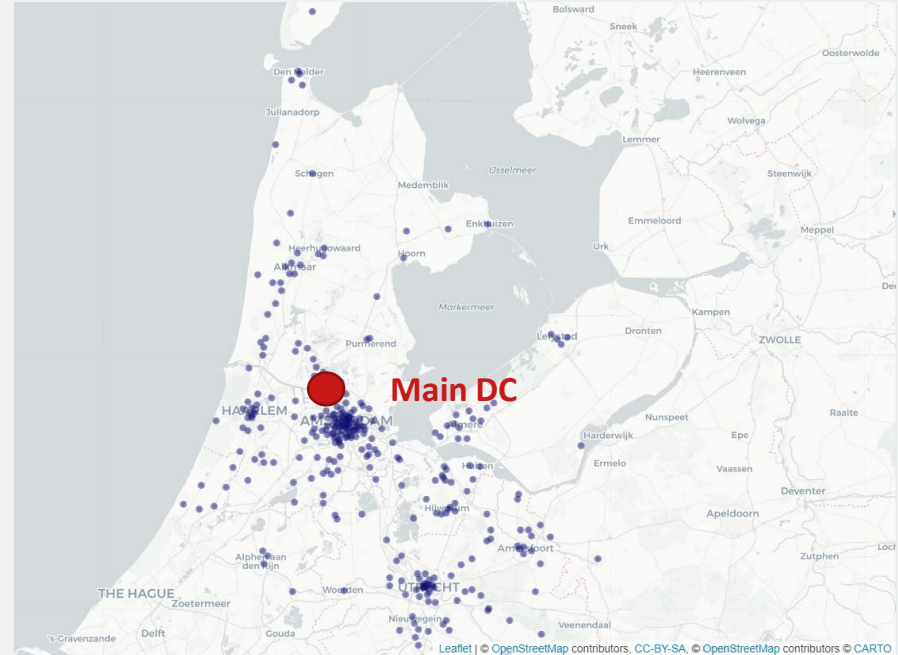 Bolsward
Sneek
Oosterwolde
Den Helder
Heerenveen
Julianadorp
Wolvega
Lemmer
Schagen
IJsselmeer
Steenwijk
Medemblik
Enkhuizen
Emmeloord
Meppel
Heerhugowaard
Hoorn
Urk
Alkmaar
Markermeer
Kampen
Lelystad
Dronten
ZWOLLE
Purmerend
Main DC
HAARLEM
AMSTERDAM
Almere
Nunspeet
Raalte
Harderwijk
Epe
Huizen
Ermelo
Vaassen
Deventer
Hilversum
Apeldoorn
Amersfoort
Alphen aan
den Rijn
Zutphen
Loch
THE HAGUE
Zoetermeer
Woerden
UTRECHT
Nieuwegein
Veenendaal
's-Gravenzande
Delft
Gouda
Leaflet | © OpenStreetMap contributors, CC-BY-SA, © OpenStreetMap contributors © CARTO